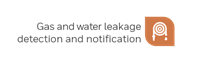 Gas and water leakage
detection and notification